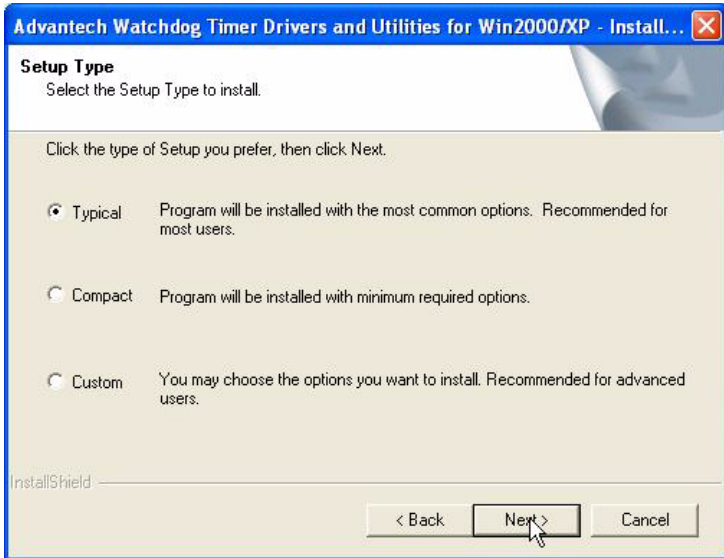 Advantech Watchdog Timer Drivers and Utilities for Win2000/XP - Install...
Setup Type
Select the Setup Type to install.
Click the type of Setup you prefer, then click Next.
Typical
Program will be installed with the most common options. Recommended for
most users.
Compact
Program will be installed with minimum required options.
Custom
You may choose the options you want to install. Recommended for advanced
users.
InstallShield
< Back
Next >
Cancel